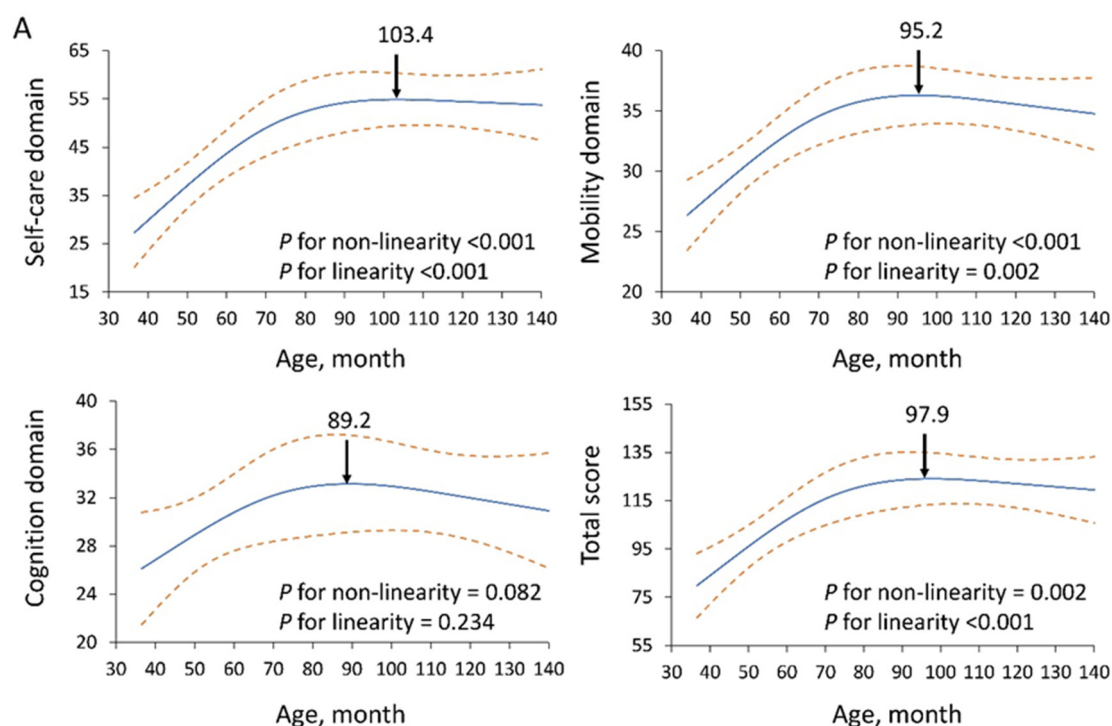 A
103.4
Self-care domain
65
55
45
35
25
15
P for non-linearity <0.001
P for linearity <0.001
30 40 50 60 70 80 90 100 110 120 130 140
Age, month
95.2
Mobility domain
40
35
30
25
20
P for non-linearity <0.001
P for linearity = 0.002
30 40 50 60 70 80 90 100 110 120 130 140
Age, month
89.2
Cognition domain
40
36
32
28
24
20
P for non-linearity = 0.082
P for linearity = 0.234
30 40 50 60 70 80 90 100 110 120 130 140
Age, month
97.9
Total score
155
135
115
95
75
55
P for non-linearity = 0.002
P for linearity <0.001
30 40 50 60 70 80 90 100 110 120 130 140
Age, month